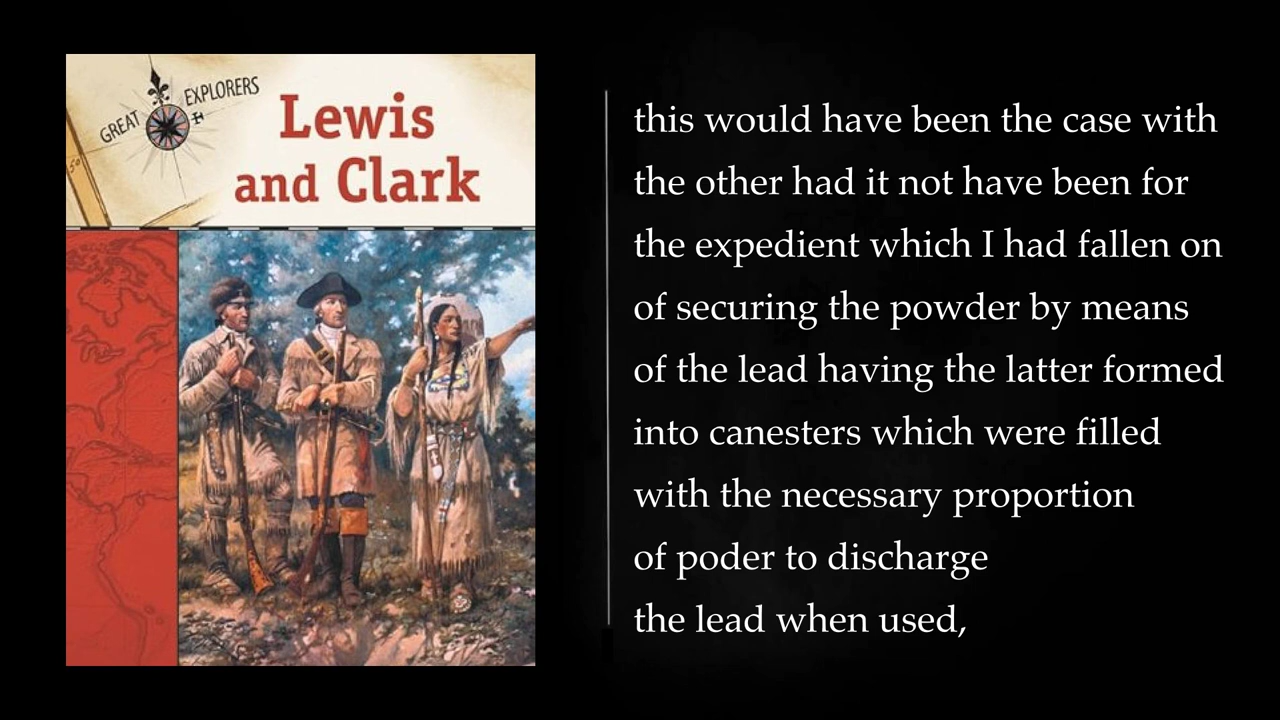 GREAT EXPLORERS
Lewis
and Clark
50
this would have been the case with
the other had it not have been for
the expedient which I had fallen on
of securing the powder by means
of the lead having the latter formed
into canesters which were filled
with the necessary proportion
of poder to discharge
the lead when used,